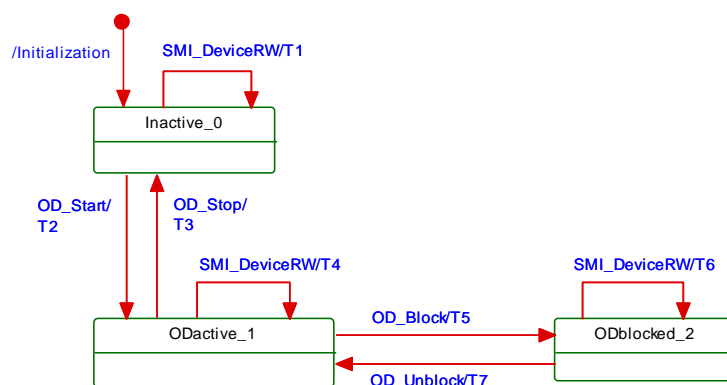 /Initialization
SMI_DeviceRW/T1
Inactive_0
OD_Start/
T2
OD_Stop/
T3
SMI_DeviceRW/T4
SMI_DeviceRW/T6
ODactive_1
OD_Block/T5
ODblocked_2
OD_Unblock/T7